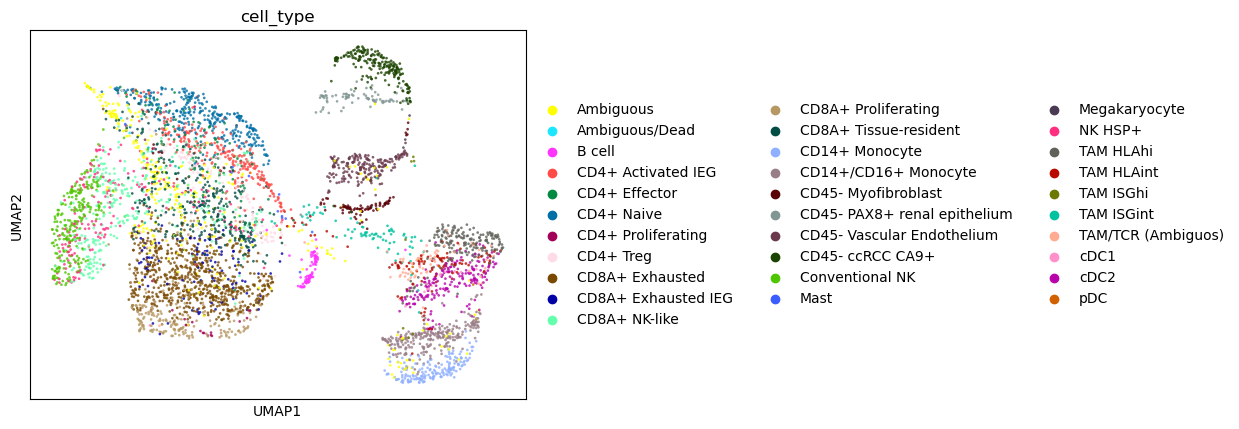 cell_type
UMAP2
UMAP1
Ambiguous
Ambiguous/Dead
B cell
CD4+ Activated IEG
CD4+ Effector
CD4+ Naive
CD4+ Proliferating
CD4+ Treg
CD8A+ Exhausted
CD8A+ Exhausted IEG
CD8A+ NK-like
CD8A+ Proliferating
CD8A+ Tissue-resident
CD14+ Monocyte
CD14+/CD16+ Monocyte
CD45- Myofibroblast
CD45- PAX8+ renal epithelium
CD45- Vascular Endothelium
CD45- ccRCC CA9+
Conventional NK
Mast
Megakaryocyte
NK HSP+
TAM HLAhi
TAM HLAint
TAM ISGhi
TAM ISGint
TAM/TCR (Ambiguos)
cDC1
cDC2
pDC